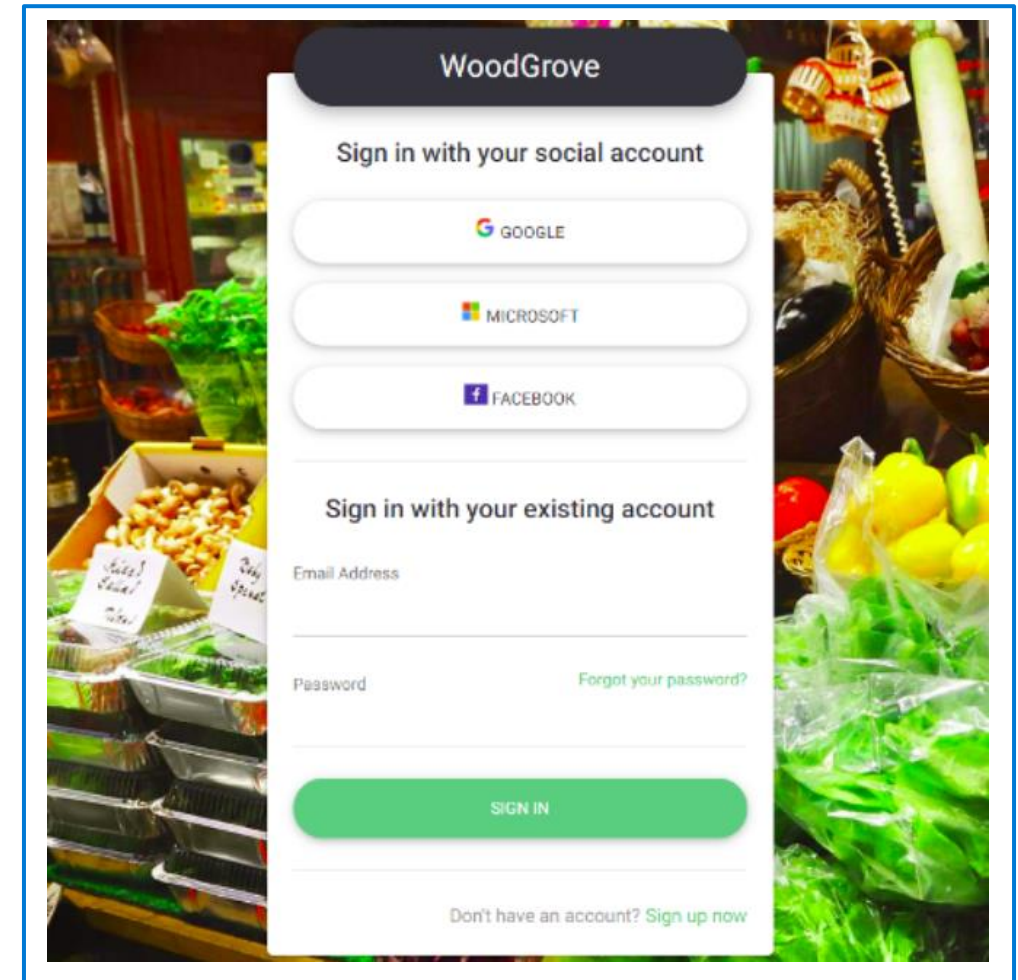 WoodGrove
Sign in with your social account
GOOGLE
MICROSOFT
FACEBOOK
Sign in with your existing account
Email Address
Password
Forgot your password?
SIGN IN
Don't have an account? Sign up now